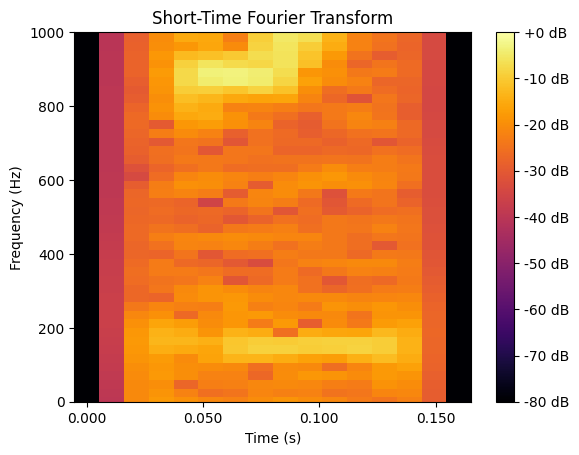 Short-Time Fourier Transform
1000
800
600
400
200
0
Frequency (Hz)
0.000
0.050
0.100
0.150
Time (s)
+0 dB
-10 dB
-20 dB
-30 dB
-40 dB
-50 dB
-60 dB
-70 dB
-80 dB